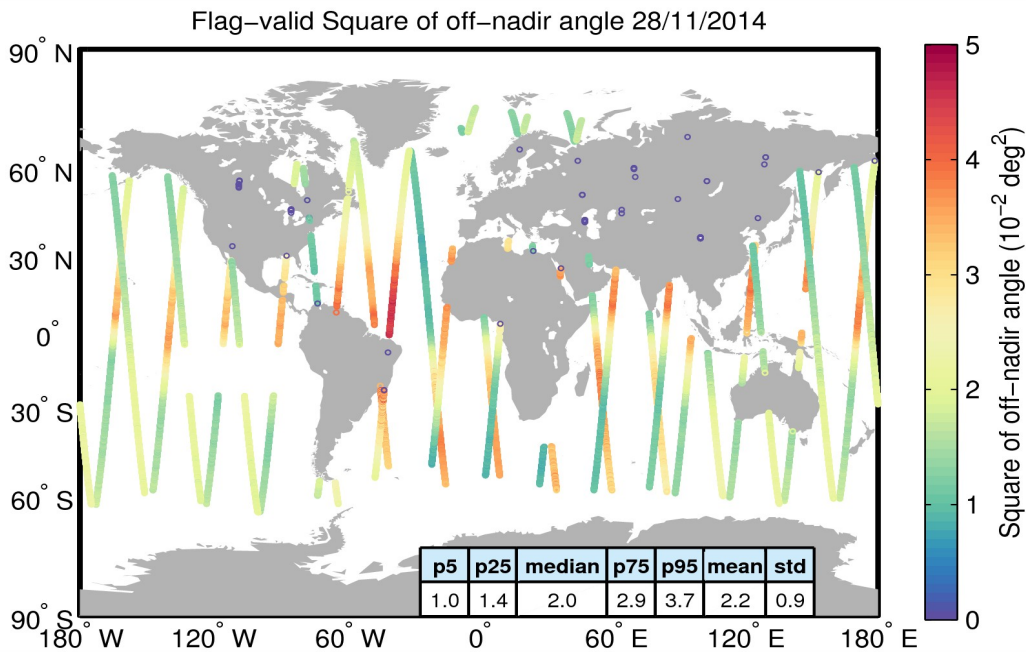 Flag−valid Square of off−nadir angle 28/11/2014
90° N
60° N
30° N
0°
30° S
60° S
90° S
180° W
120° W
60° W
0°
60° E
120° E
180° E
p5 p25 median p75 p95 mean std
1.0 1.4 2.0 2.9 3.7 2.2 0.9
5
4
3
2
1
0
Square of off−nadir angle (10⁻² deg²)